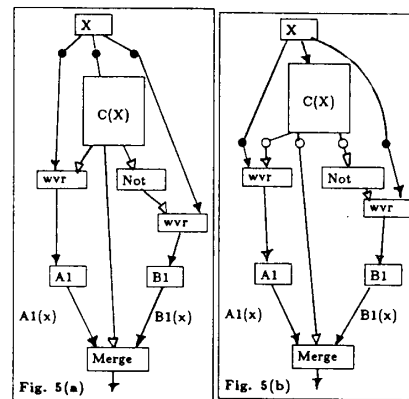 X
C(X)
wvr
Not
wvr
A1
B1
A1(x)
B1(x)
Merge
Fig. 5(a)
X
C(X)
wvr
Not
wvr
A1
B1
A1(x)
B1(x)
Merge
Fig. 5(b)